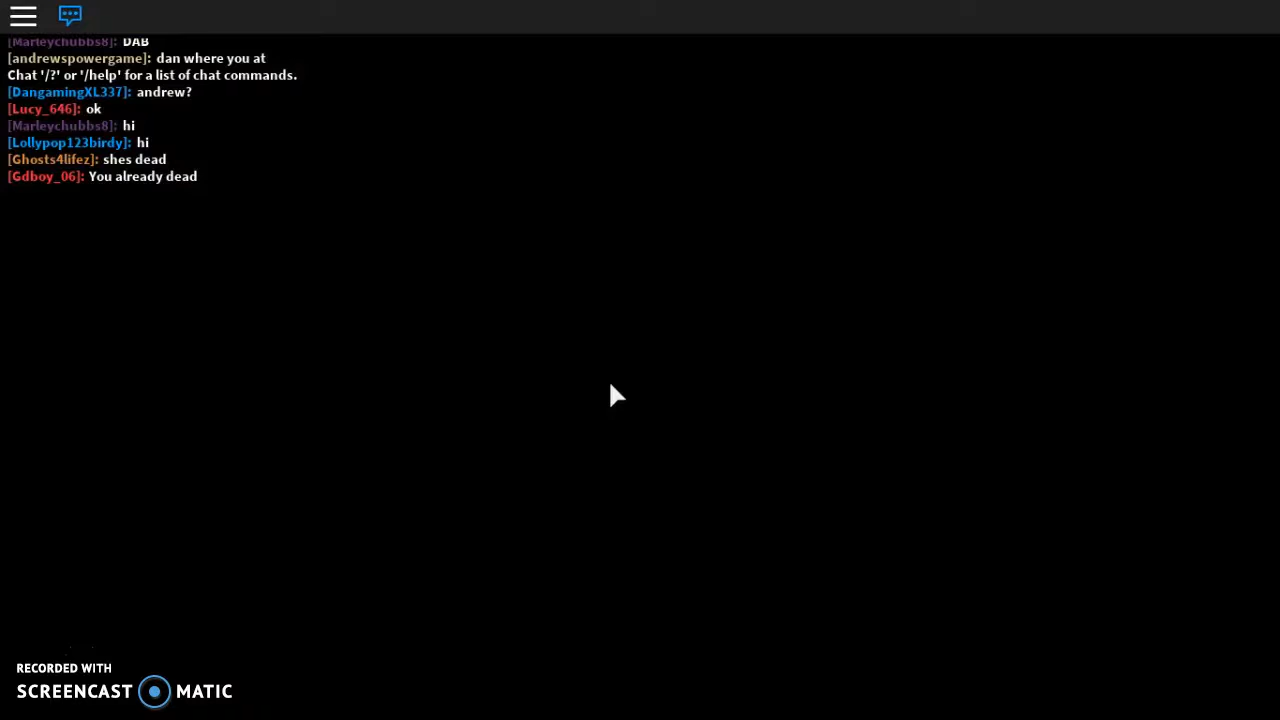 [Marleychubbs8]: DAB
[andrewspowergame]: dan where you at
Chat '/?' or '/help' for a list of chat commands.
[DangamingXL337]: andrew?
[Lucy_646]: ok
[Marleychubbs8]: hi
[Lollypop123birdy]: hi
[Ghosts4lifez]: shes dead
[Gdboy_06]: You already dead
RECORDED WITH
SCREENCAST MATIC